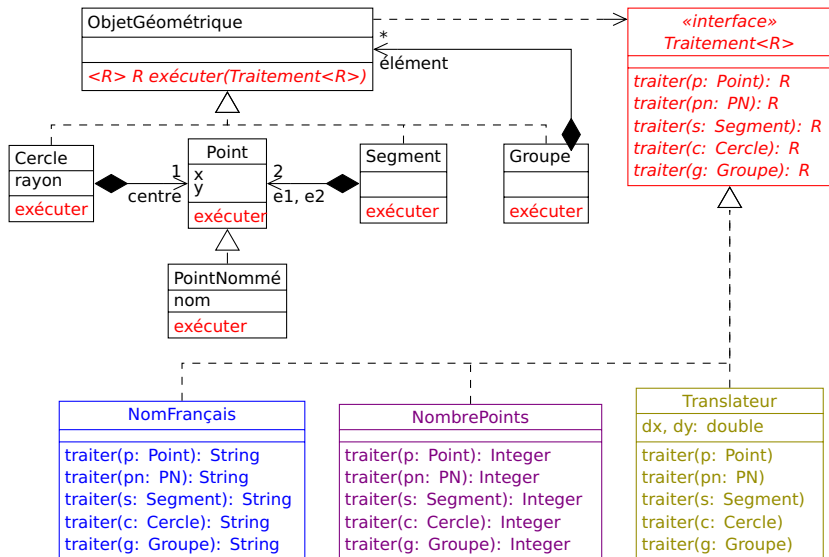 ObjetGéométrique
<R> R exécuter(Traitement<R>)
*
élément
«interface»
Traitement<R>
traiter(p: Point): R
traiter(pn: PN): R
traiter(s: Segment): R
traiter(c: Cercle): R
traiter(g: Groupe): R
Cercle
rayon
exécuter
1
centre
Point
x
y
exécuter
2
e1, e2
Segment
exécuter
Groupe
exécuter
PointNommé
nom
exécuter
NomFrançais
traiter(p: Point): String
traiter(pn: PN): String
traiter(s: Segment): String
traiter(c: Cercle): String
traiter(g: Groupe): String
NombrePoints
traiter(p: Point): Integer
traiter(pn: PN): Integer
traiter(s: Segment): Integer
traiter(c: Cercle): Integer
traiter(g: Groupe): Integer
Translateur
dx, dy: double
traiter(p: Point)
traiter(pn: PN)
traiter(s: Segment)
traiter(c: Cercle)
traiter(g: Groupe)